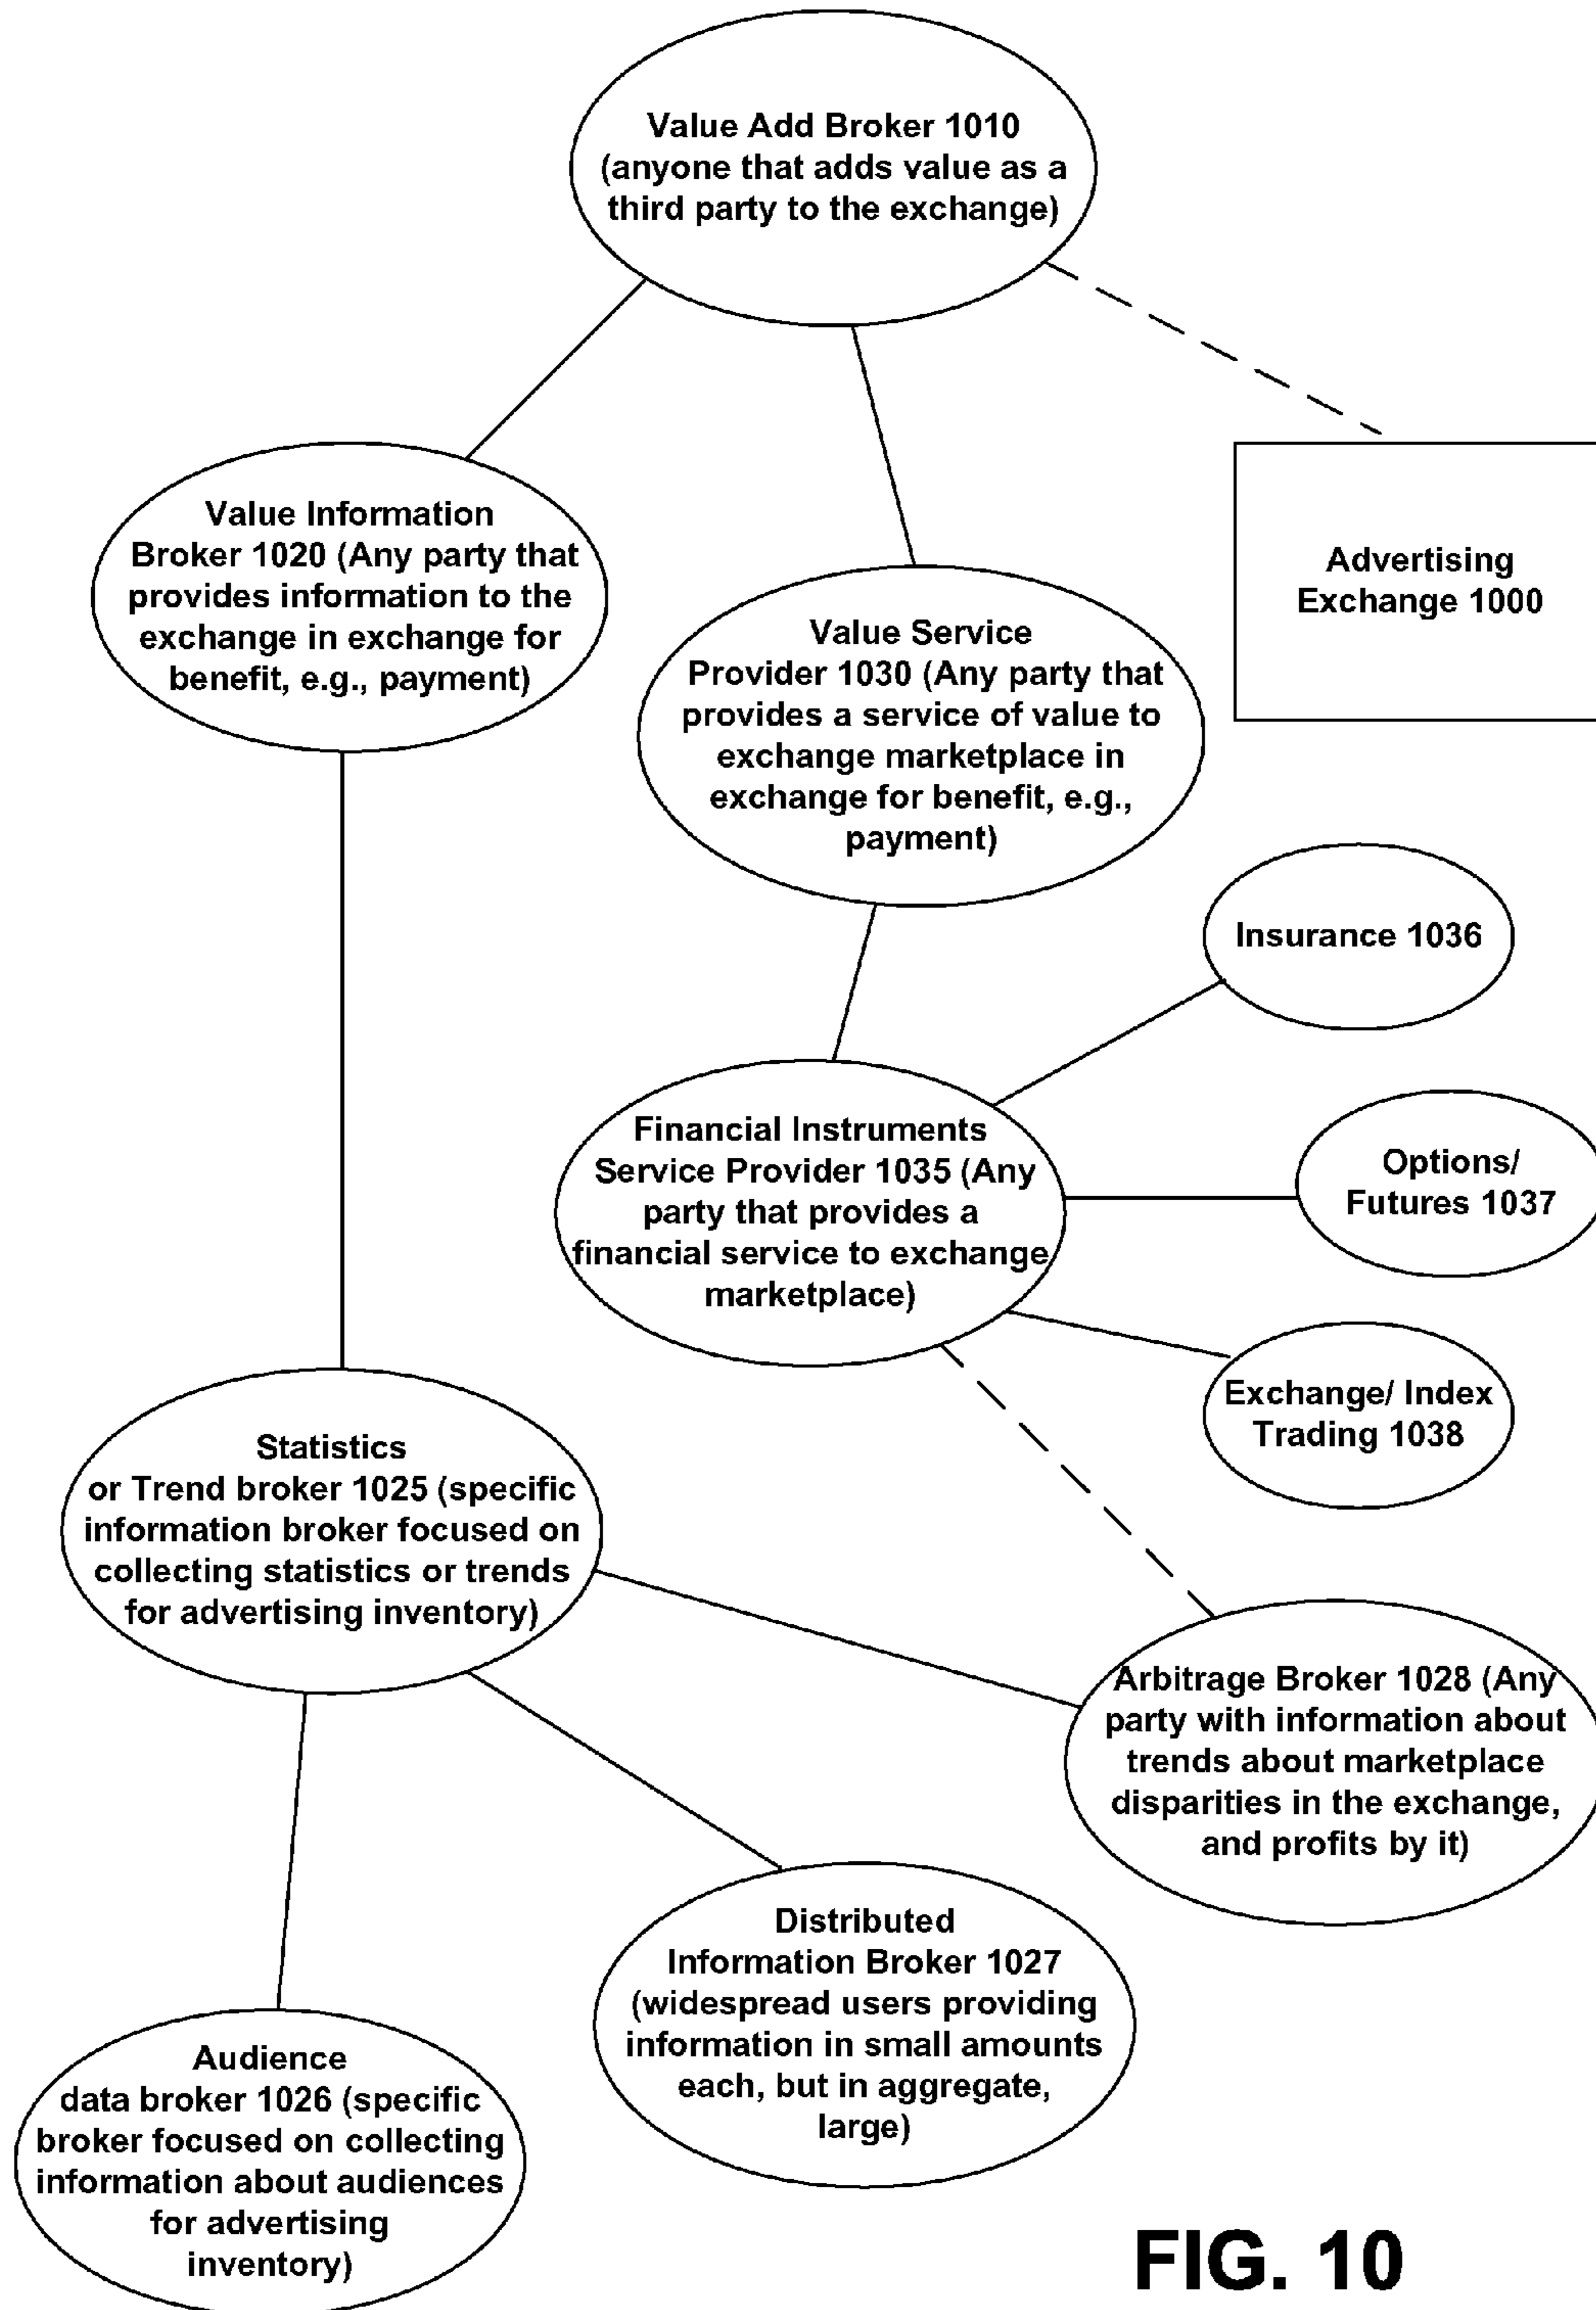 Value Add Broker 1010
(anyone that adds value as a
third party to the exchange)
Value Information
Broker 1020 (Any party that
provides information to the
exchange in exchange for
benefit, e.g., payment)
Value Service
Provider 1030 (Any party that
provides a service of value to
exchange marketplace in
exchange for benefit, e.g.,
payment)
Advertising
Exchange 1000
Insurance 1036
Financial Instruments
Service Provider 1035 (Any
party that provides a
financial service to exchange
marketplace)
Options/
Futures 1037
Exchange/ Index
Trading 1038
Statistics
or Trend broker 1025 (specific
information broker focused on
collecting statistics or trends
for advertising inventory)
Arbitrage Broker 1028 (Any
party with information about
trends about marketplace
disparities in the exchange,
and profits by it)
Distributed
Information Broker 1027
(widespread users providing
information in small amounts
each, but in aggregate,
large)
Audience
data broker 1026 (specific
broker focused on collecting
information about audiences
for advertising
inventory)
FIG. 10